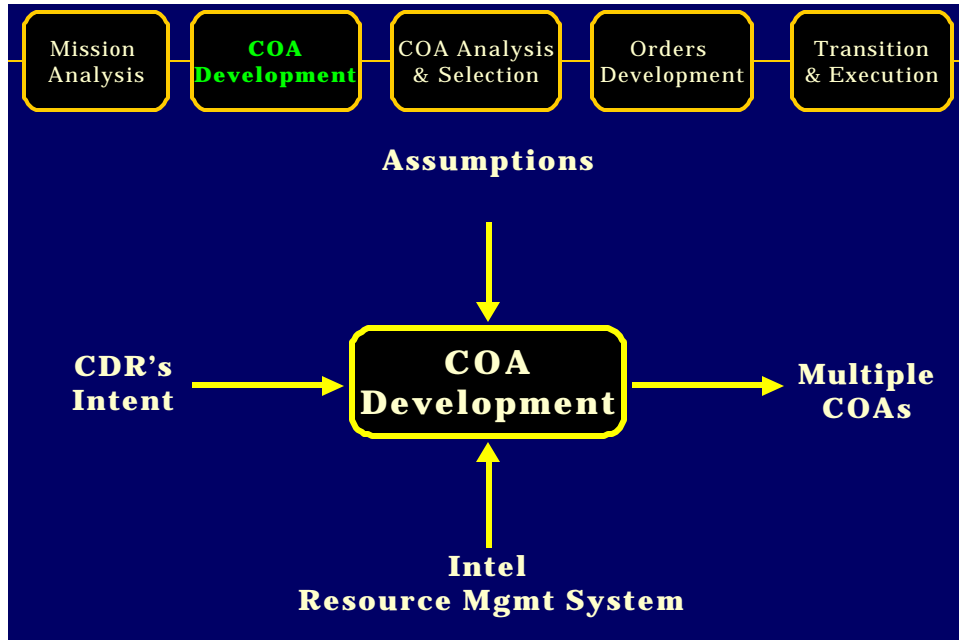 Mission
Analysis
COA
Development
COA Analysis
& Selection
Orders
Development
Transition
& Execution
Assumptions
CDR's
Intent
COA
Development
Multiple
COAs
Intel
Resource Mgmt System